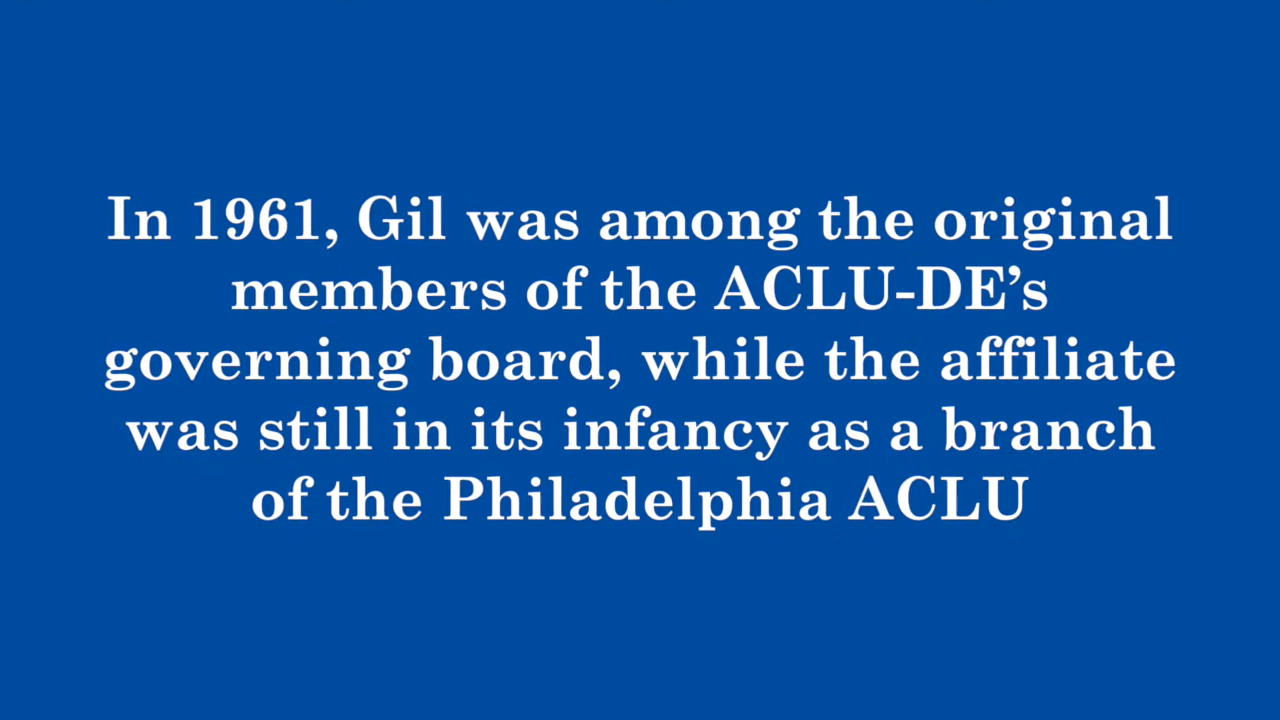 In 1961, Gil was among the original
members of the ACLU-DE’s
governing board, while the affiliate
was still in its infancy as a branch
of the Philadelphia ACLU